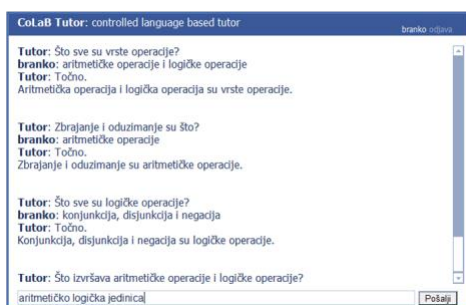 CoLaB Tutor: controlled language based tutor
branko odjava
Tutor: Što sve su vrste operacije?
branko: aritmetičke operacije i logičke operacije
Tutor: Točno.
Aritmetička operacija i logička operacija su vrste operacije.
Tutor: Zbrajanje i oduzimanje su što?
branko: aritmetičke operacije
Tutor: Točno.
Zbrajanje i oduzimanje su aritmetičke operacije.
Tutor: Što sve su logičke operacije?
branko: konjunkcija, disjunkcija i negacija
Tutor: Točno.
Konjunkcija, disjunkcija i negacija su logičke operacije.
Tutor: Što izvršava aritmetičke operacije i logičke operacije?
aritmetičko logička jedinica
Pošalji